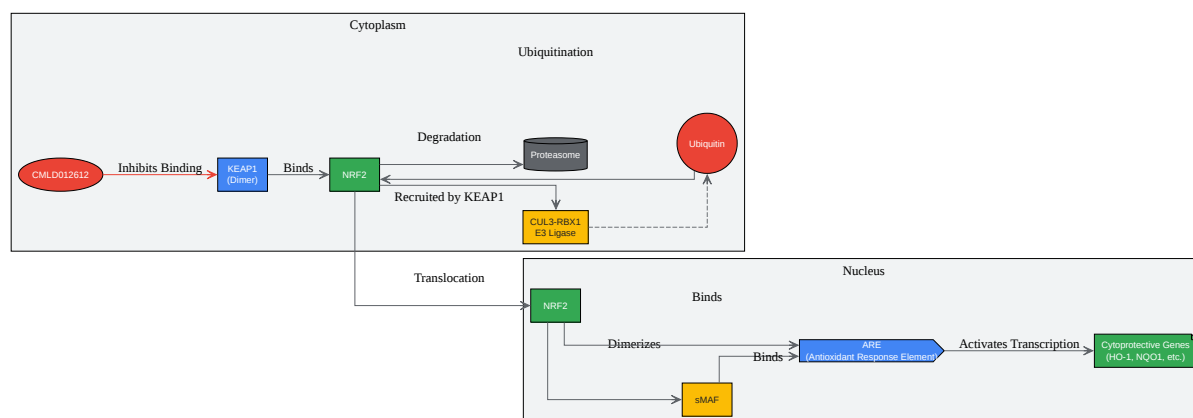 Cytoplasm
Ubiquitination
Degradation
Proteasome
Ubiquitin
CMLD012612
Inhibits Binding
KEAP1
(Dimer)
Binds
NRF2
Recruited by KEAP1
CUL3-RBX1
E3 Ligase
Translocation
Nucleus
NRF2
Binds
Dimerizes
ARE
(Antioxidant Response Element)
Activates Transcription
Cytoprotective Genes
(HO-1, NQO1, etc.)
Binds
sMAF